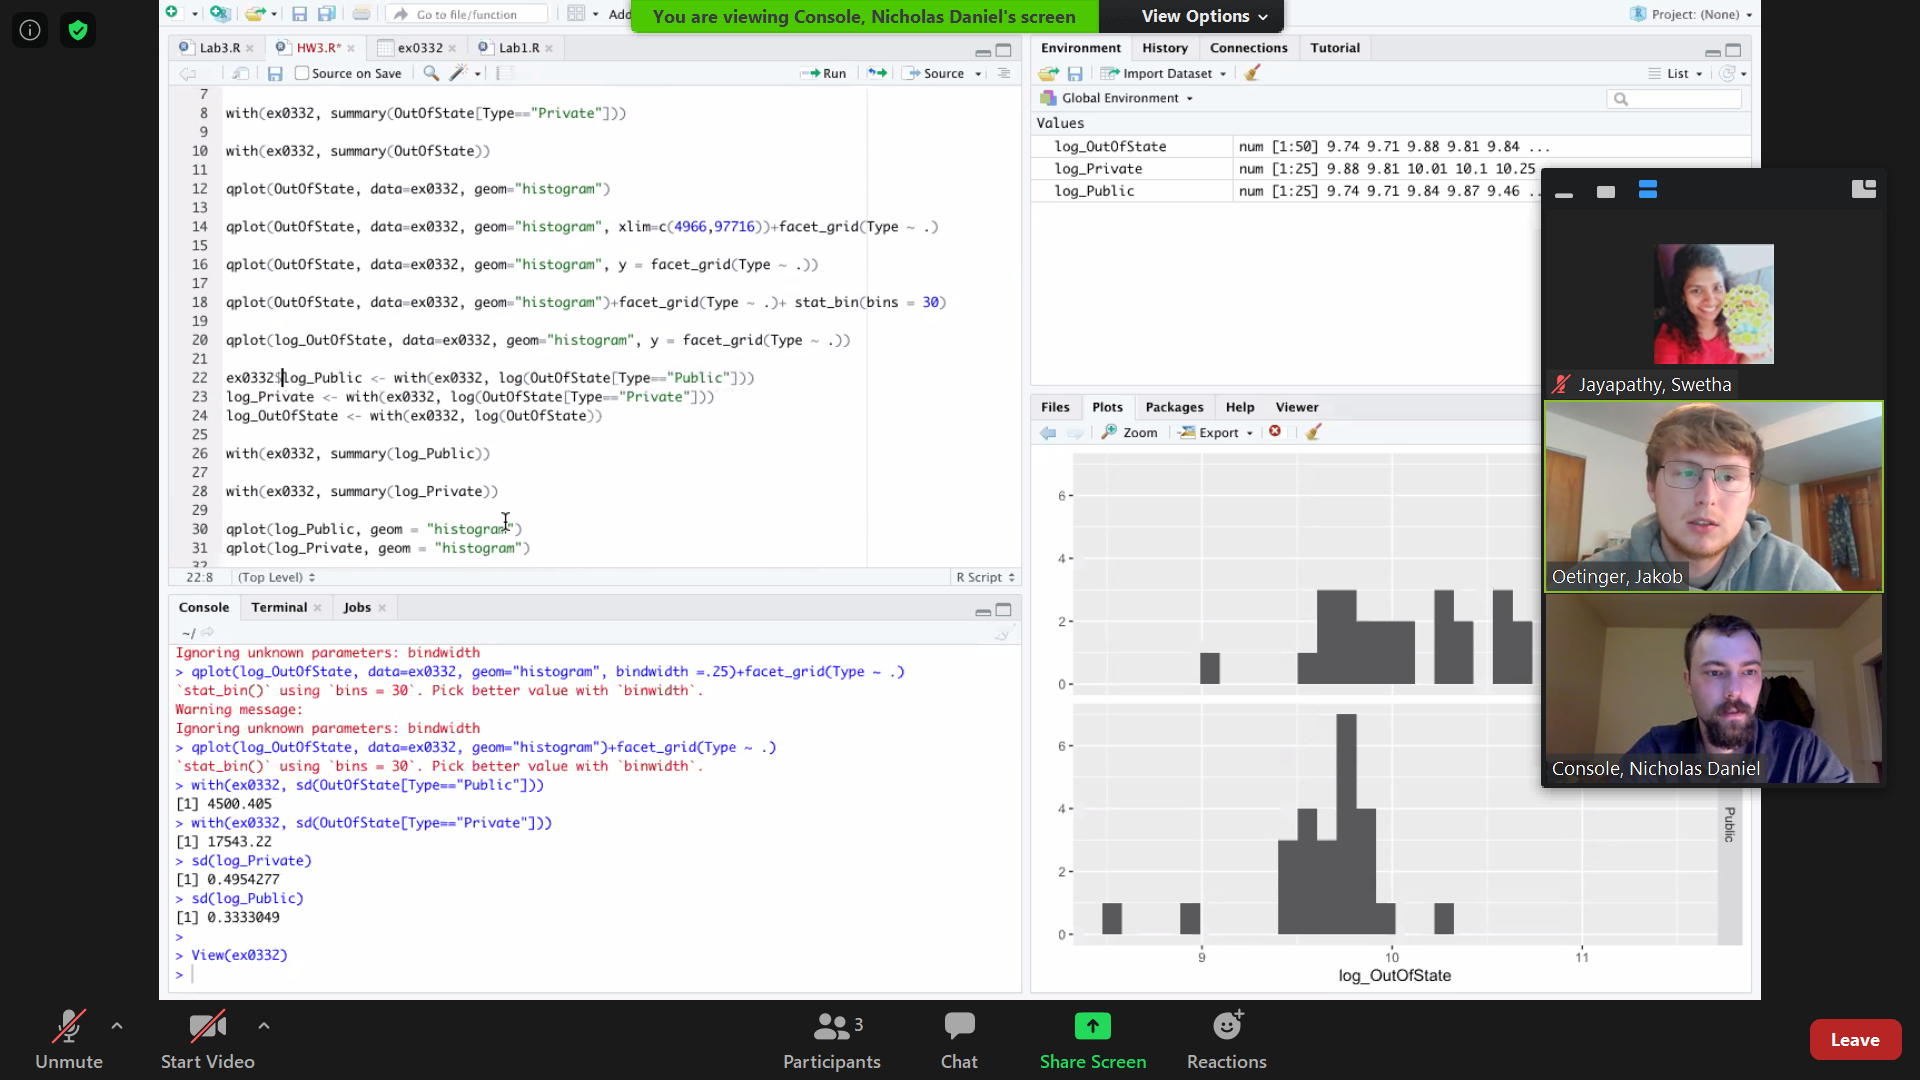 You are viewing Console, Nicholas Daniel's screen
View Options
Go to file/function
Project: (None)
Lab3.R
HW3.R*
ex0332
Lab1.R
Source on Save
Run
Source
7
8 with(ex0332, summary(OutOfState[Type=="Private"]))
9
10 with(ex0332, summary(OutOfState))
11
12 qplot(OutOfState, data=ex0332, geom="histogram")
13
14 qplot(OutOfState, data=ex0332, geom="histogram", xlim=c(4966,97716))+facet_grid(Type ~ .)
15
16 qplot(OutOfState, data=ex0332, geom="histogram", y = facet_grid(Type ~ .))
17
18 qplot(OutOfState, data=ex0332, geom="histogram")+facet_grid(Type ~ .)+ stat_bin(bins = 30)
19
20 qplot(log_OutOfState, data=ex0332, geom="histogram", y = facet_grid(Type ~ .))
21
22 ex0332$log_Public <- with(ex0332, log(OutOfState[Type=="Public"]))
23 log_Private <- with(ex0332, log(OutOfState[Type=="Private"]))
24 log_OutOfState <- with(ex0332, log(OutOfState))
25
26 with(ex0332, summary(log_Public))
27
28 with(ex0332, summary(log_Private))
29
30 qplot(log_Public, geom = "histogram")
31 qplot(log_Private, geom = "histogram")
32
22:8 (Top Level) R Script
Console Terminal Jobs
~/
Ignoring unknown parameters: bindwidth
> qplot(log_OutOfState, data=ex0332, geom="histogram", bindwidth =.25)+facet_grid(Type ~ .)
`stat_bin()` using `bins = 30`. Pick better value with `binwidth`.
Warning message:
Ignoring unknown parameters: bindwidth
> qplot(log_OutOfState, data=ex0332, geom="histogram")+facet_grid(Type ~ .)
`stat_bin()` using `bins = 30`. Pick better value with `binwidth`.
> with(ex0332, sd(OutOfState[Type=="Public"]))
[1] 4500.405
> with(ex0332, sd(OutOfState[Type=="Private"]))
[1] 17543.22
> sd(log_Private)
[1] 0.4954277
> sd(log_Public)
[1] 0.3333049
>
> View(ex0332)
>
Environment History Connections Tutorial
Import Dataset
List
Global Environment
Values
log_OutOfState num [1:50] 9.74 9.71 9.88 9.81 9.84 ...
log_Private num [1:25] 9.88 9.81 10.01 10.1 10.25
log_Public num [1:25] 9.74 9.71 9.84 9.87 9.46 ..
Files Plots Packages Help Viewer
Zoom Export
6
4
2
0
6
4
2
0
9 10 11
log_OutOfState
Public
Jayapathy, Swetha
Oetinger, Jakob
Console, Nicholas Daniel
Unmute
Start Video
3
Participants
Chat
Share Screen
Reactions
Leave